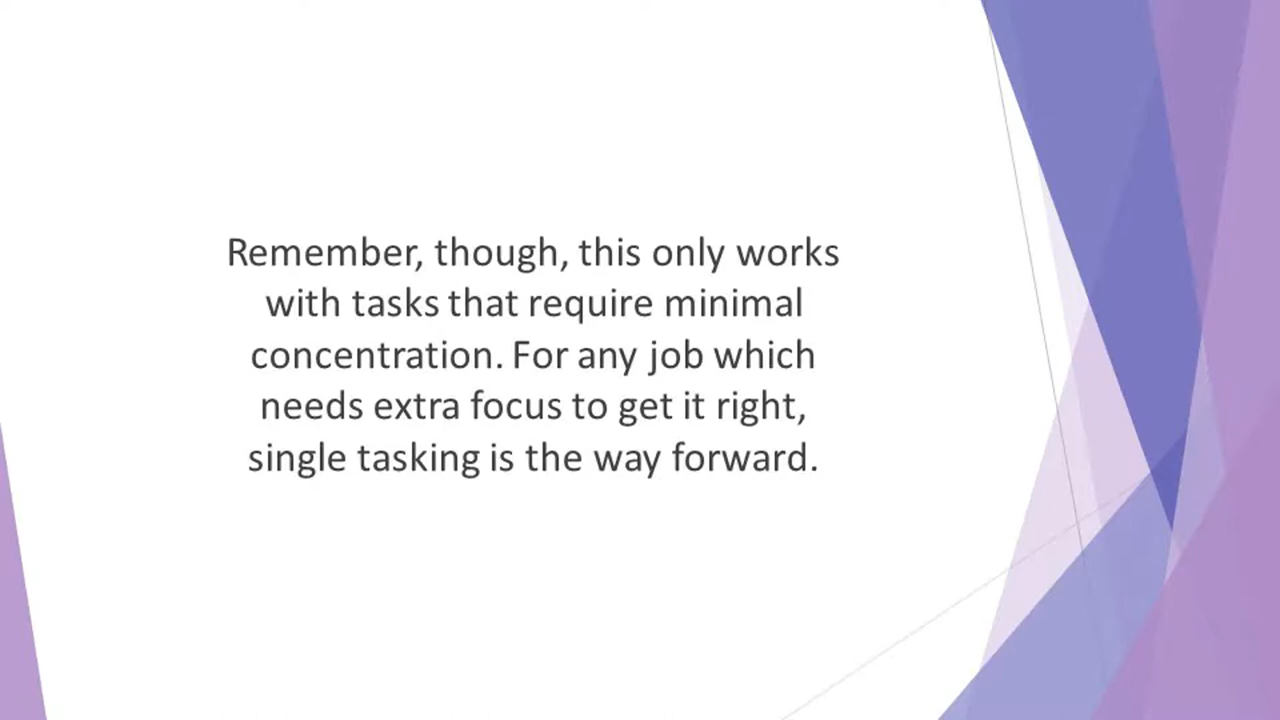 Remember, though, this only works
with tasks that require minimal
concentration. For any job which
needs extra focus to get it right,
single tasking is the way forward.